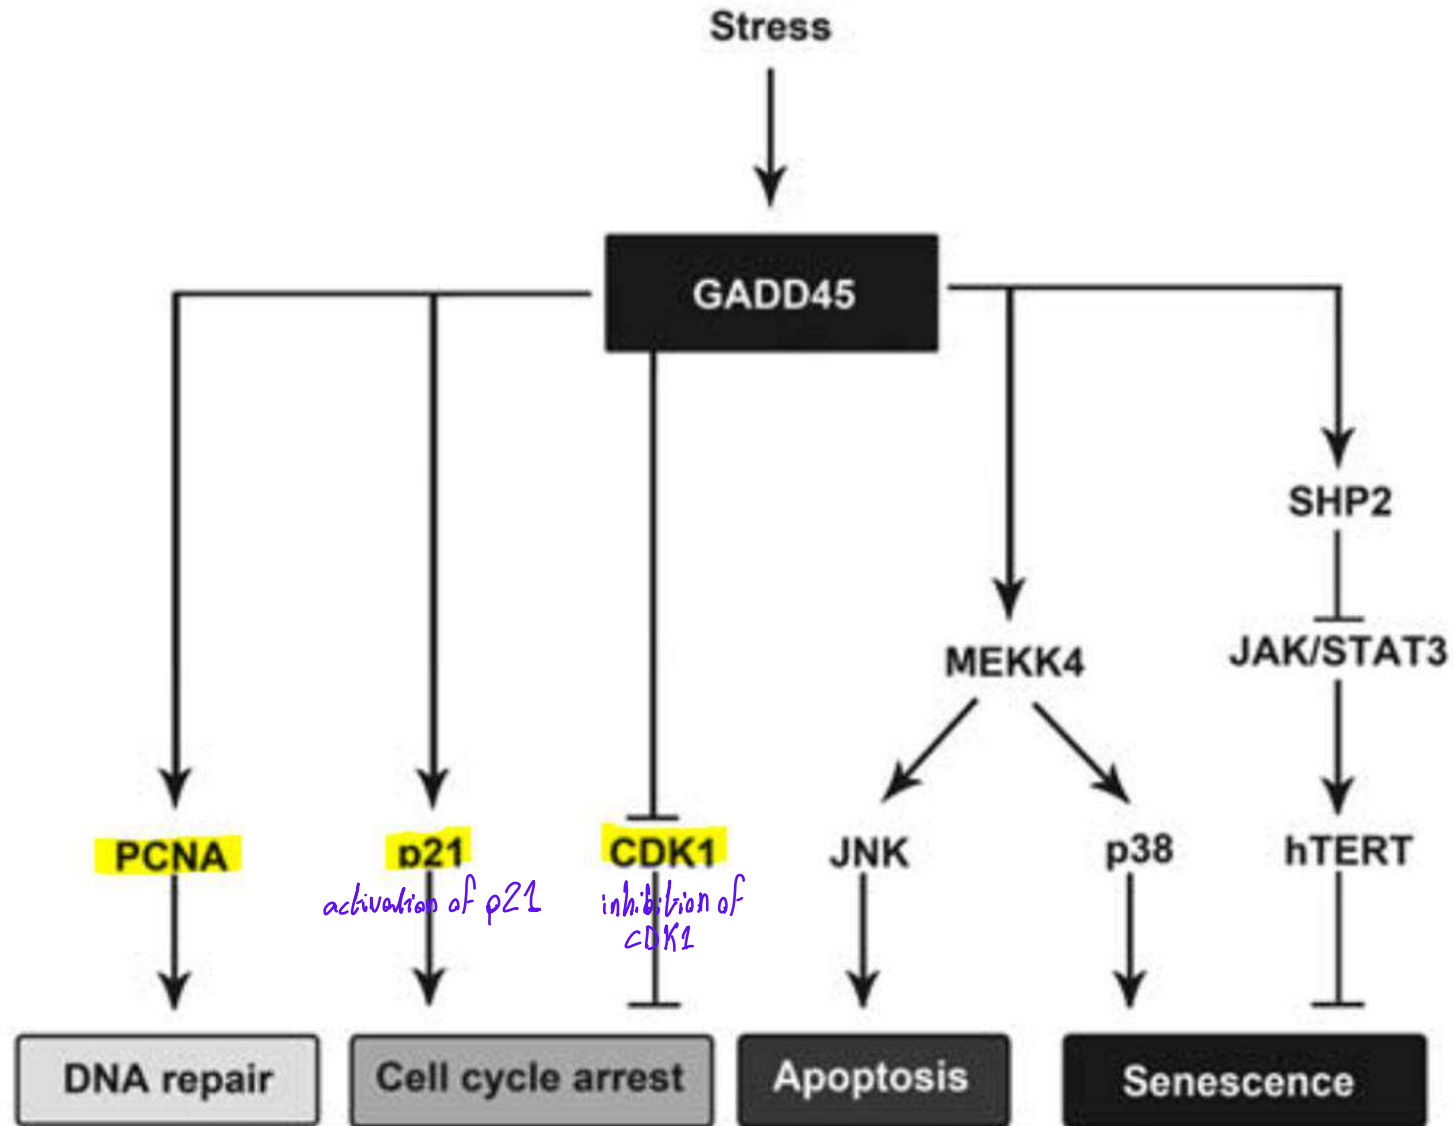 Stress
GADD45
SHP2
MEKK4
JAK/STAT3
PCNA
p21
CDK1
JNK
p38
hTERT
activation of p21
inhibition of
CDK1
DNA repair
Cell cycle arrest
Apoptosis
Senescence